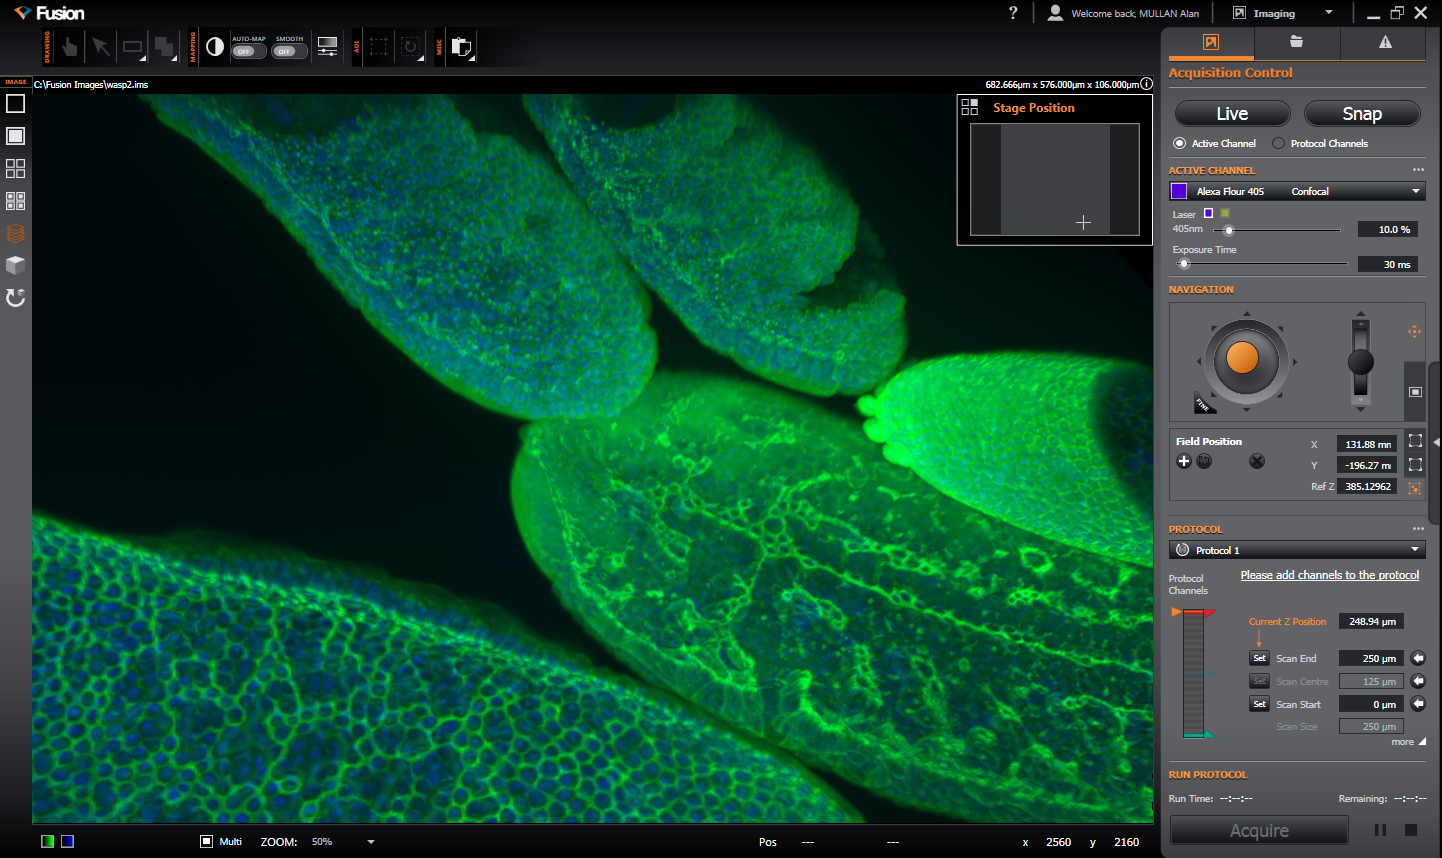 Fusion
?
Welcome back, MULLAN Alan
Imaging
DRAWING
MAPPING
AUTO-MAP
OFF
SMOOTH
OFF
AOI
MISC
IMAGE
C:\Fusion Images\wasp2.ims
682.666µm x 576.000µm x 106.000µm
Stage Position
Acquisition Control
Live
Snap
Active Channel
Protocol Channels
ACTIVE CHANNEL
Alexa Flour 405 Confocal
Laser
405nm
10.0 %
Exposure Time
30 ms
NAVIGATION
FINE
Field Position
X 131.88 mr
Y -196.27 m
Ref Z 385.12962
PROTOCOL
Protocol 1
Protocol
Channels
Please add channels to the protocol
Current Z Position 248.94 µm
Set Scan End 250 µm
Set Scan Centre 125 µm
Set Scan Start 0 µm
Scan Size 250 µm
more
RUN PROTOCOL
Run Time: --:--:--
Remaining: --:--:--
Acquire
Multi
ZOOM: 50%
Pos --- ---
x 2560 y 2160